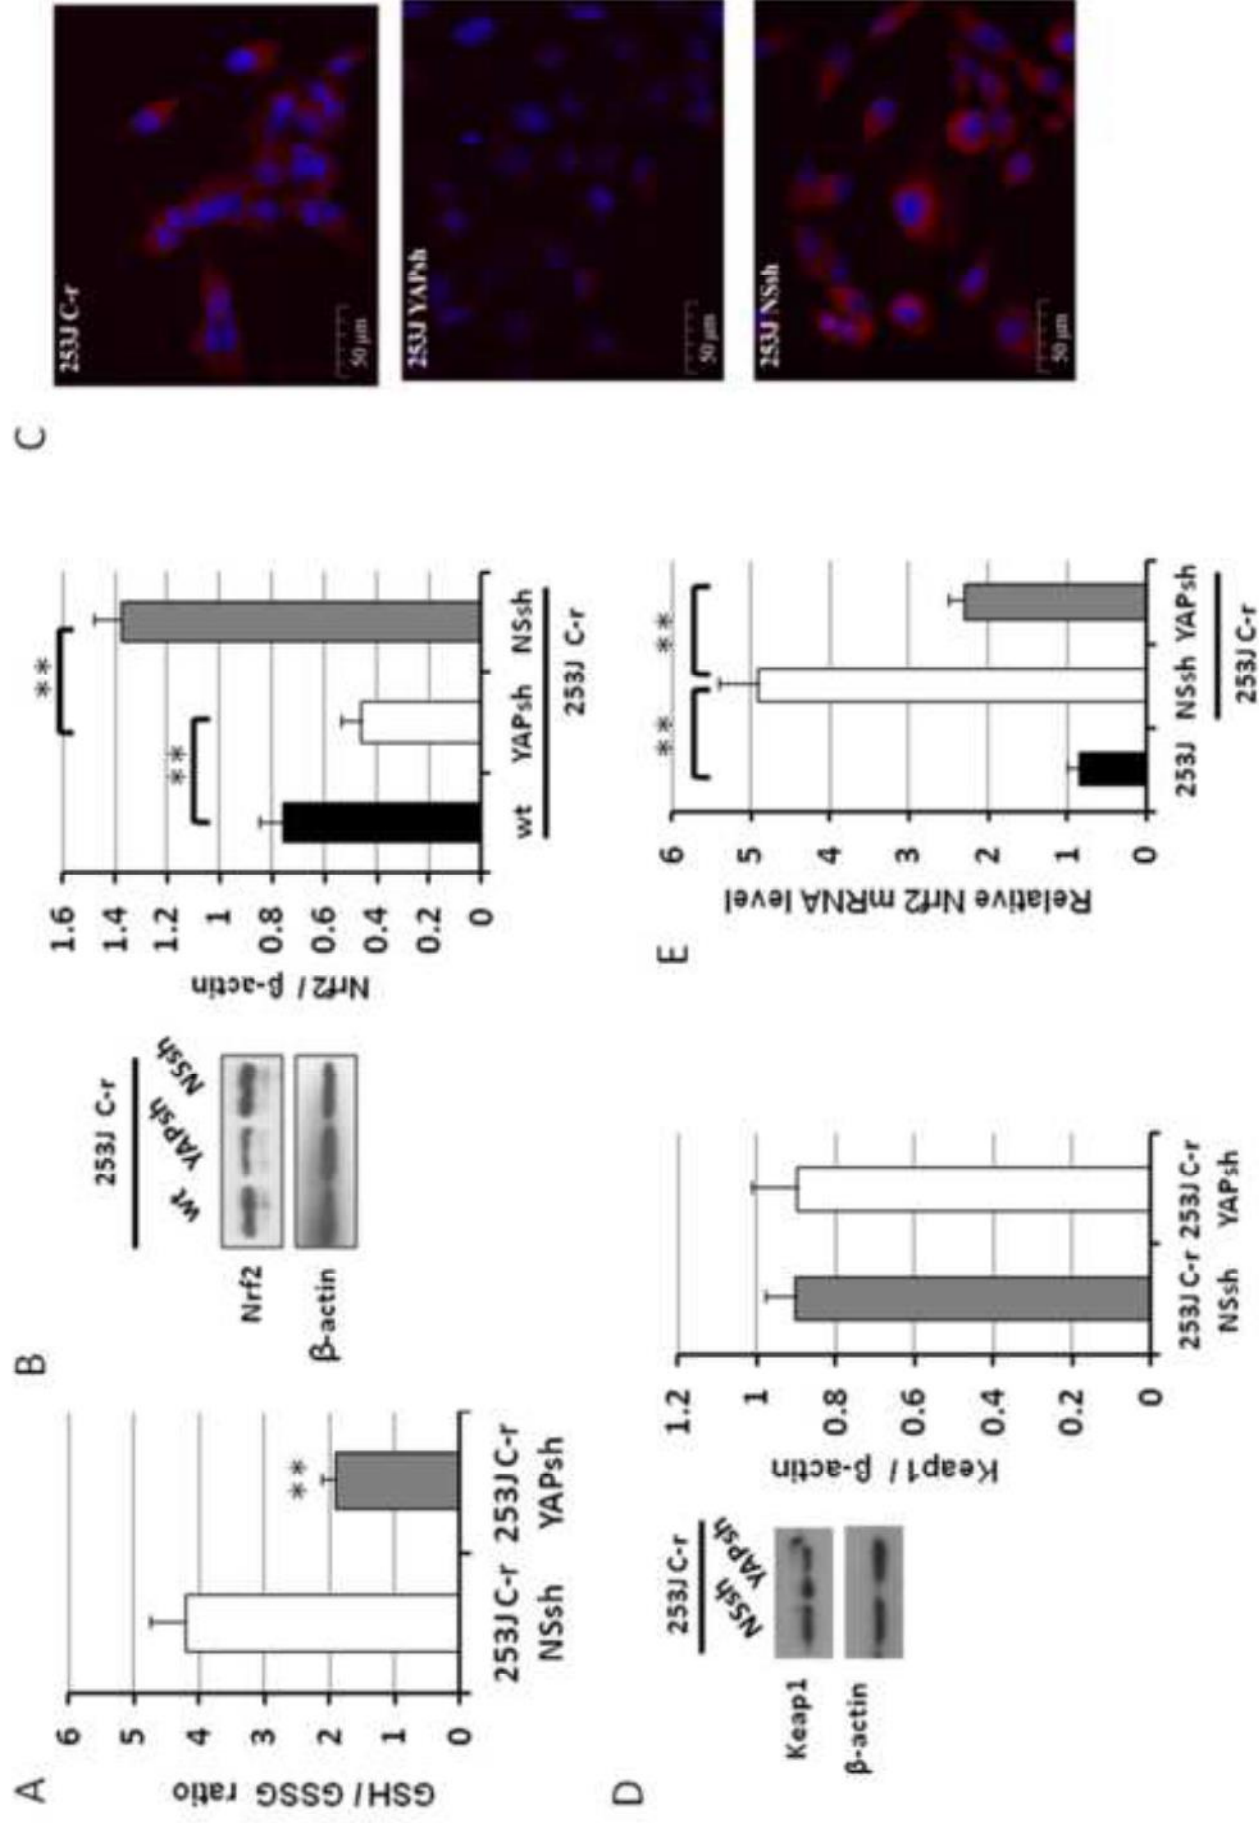 A
GSH / GSSG ratio
6
5
4
3
2
1
0
**
253J C-r 253J C-r
NSsh YAPsh
B
253J C-r
wt YAPsh NSsh
Nrf2
β-actin
Nrf2 / β-actin
1.6
1.4
1.2
1
0.8
0.6
0.4
0.2
0
**
**
wt YAPsh NSsh
253J C-r
C
253J C-r
50 µm
253J YAPsh
50 µm
253J NSsh
50 µm
D
253J C-r
NSsh YAPsh
Keap1
β-actin
Keap1 / β-actin
1.2
1
0.8
0.6
0.4
0.2
0
253J C-r 253J C-r
NSsh YAPsh
E
Relative Nrf2 mRNA level
6
5
4
3
2
1
0
** **
253J NSsh YAPsh
253J C-r